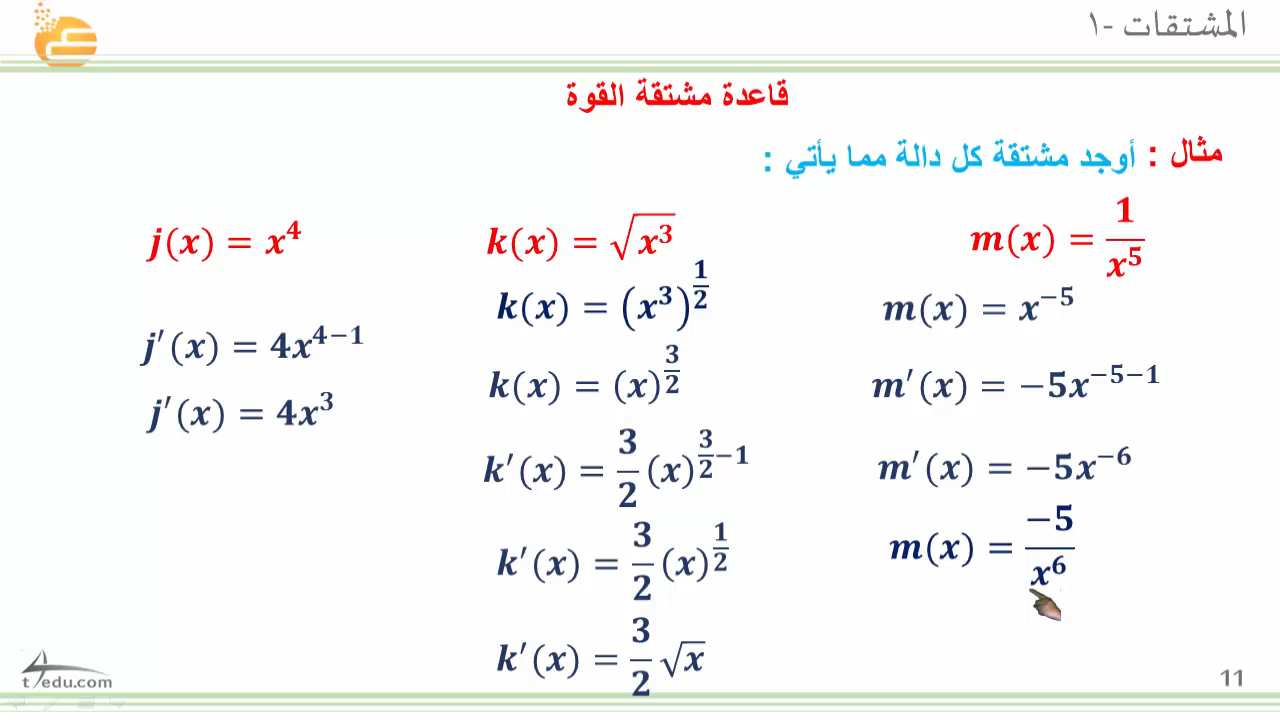 المشتقات -١
قاعدة مشتقة القوة
مثال : أوجد مشتقة كل دالة مما يأتي :
j(x) = x⁴
j′(x) = 4x⁴⁻¹
j′(x) = 4x³
k(x) = √(x³)
k(x) = (x³)^(1/2)
k(x) = (x)^(3/2)
k′(x) = 3/2 (x)^(3/2 −1)
k′(x) = 3/2 (x)^(1/2)
k′(x) = 3/2 √x
m(x) = 1/x⁵
m(x) = x⁻⁵
m′(x) = −5x⁻⁵⁻¹
m′(x) = −5x⁻⁶
m(x) = −5/x⁶
t4edu.com
11